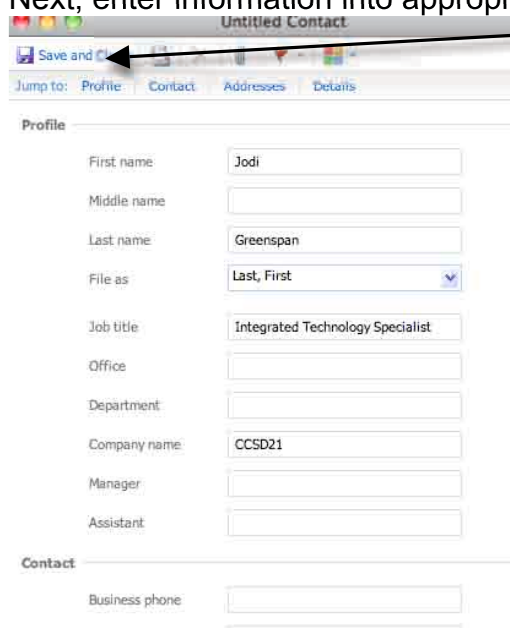 Next, enter information into appropri
Untitled Contact
Save and Cl
Jump to: Profile Contact Addresses Details
Profile
First name Jodi
Middle name
Last name Greenspan
File as Last, First
Job title Integrated Technology Specialist
Office
Department
Company name CCSD21
Manager
Assistant
Contact
Business phone